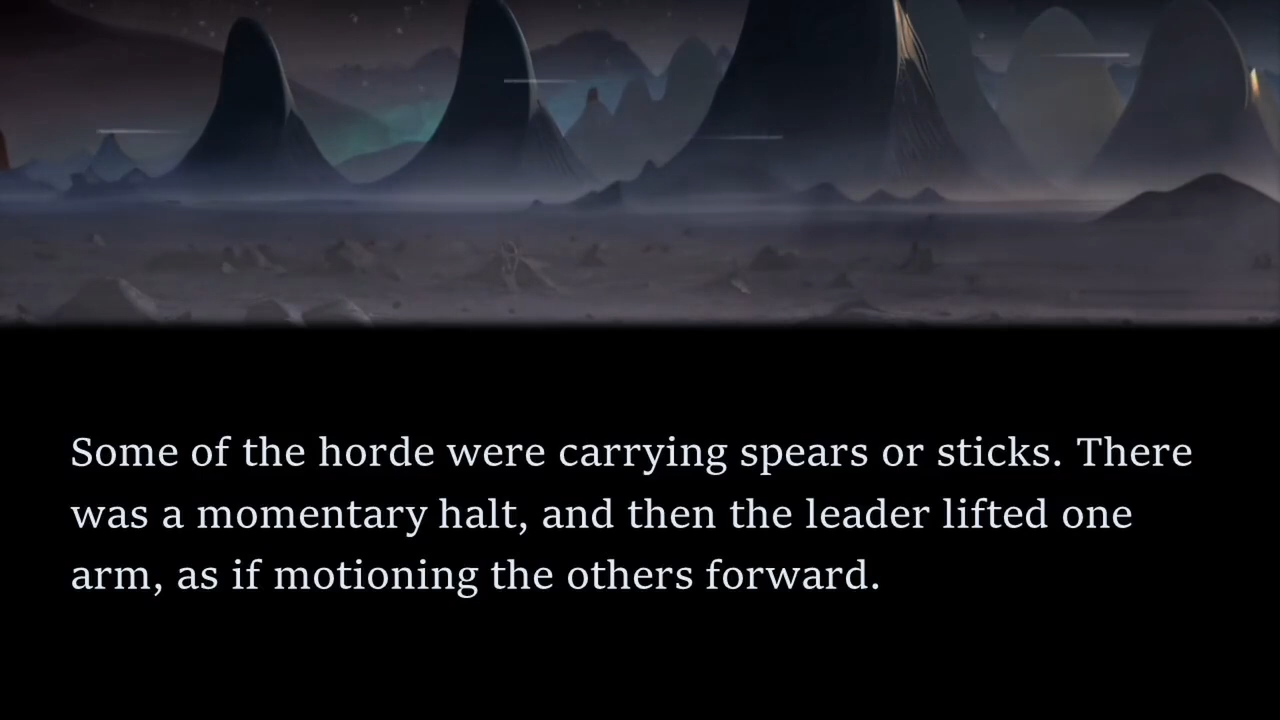 Some of the horde were carrying spears or sticks. There
was a momentary halt, and then the leader lifted one
arm, as if motioning the others forward.